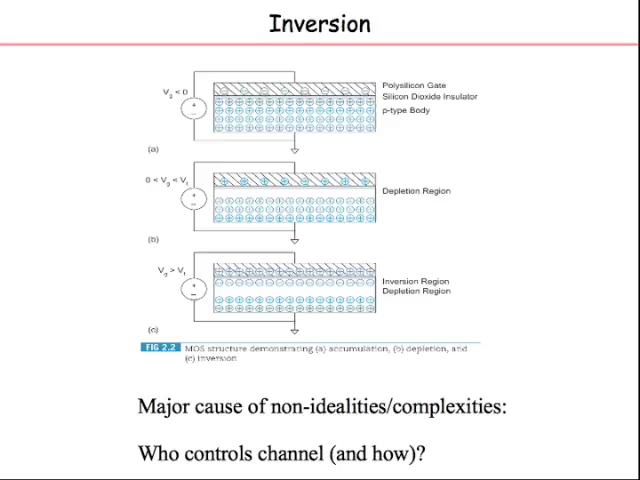 Inversion
V_g < 0
Polysilicon Gate
Silicon Dioxide Insulator
p-type Body
(a)
0 < V_g < V_t
Depletion Region
(b)
V_g > V_t
Inversion Region
Depletion Region
(c)
FIG 2.2 MOS structure demonstrating (a) accumulation, (b) depletion, and
(c) inversion
Major cause of non-idealities/complexities:
Who controls channel (and how)?